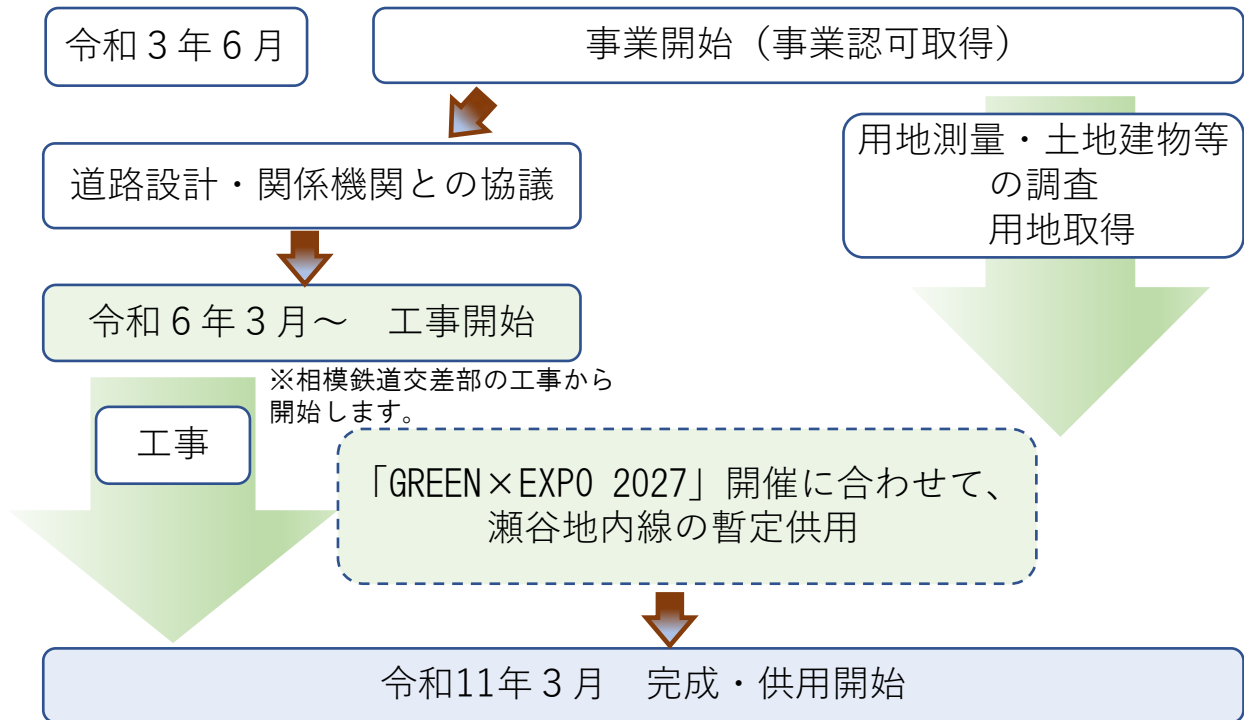 令和３年６月
事業開始（事業認可取得）
道路設計・関係機関との協議
用地測量・土地建物等
の調査
用地取得
令和６年３月～　工事開始
※相模鉄道交差部の工事から
開始します。
工事
「GREEN×EXPO 2027」開催に合わせて、
瀬谷地内線の暫定供用
令和11年３月　完成・供用開始